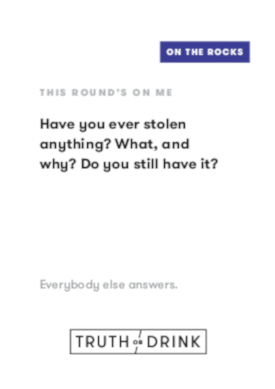 ON THE ROCKS
THIS ROUND'S ON ME
Have you ever stolen
anything? What, and
why? Do you still have it?
Everybody else answers.
TRUTH OR DRINK